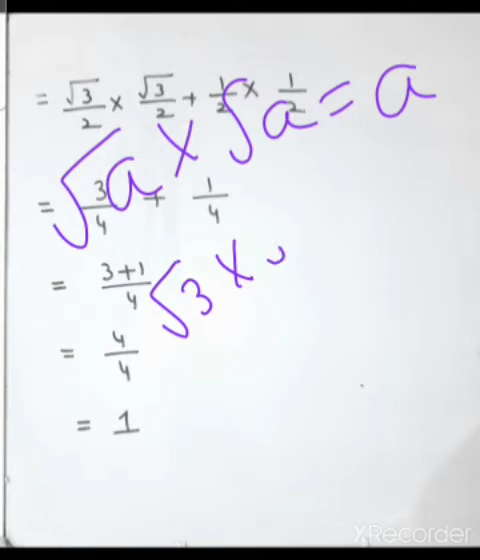 = √3/2 × √3/2 + 1/2 × 1/2
√a × √a = a
= 3/4 + 1/4
= 3+1/4
√3 ×
= 4/4
= 1
XRecorder